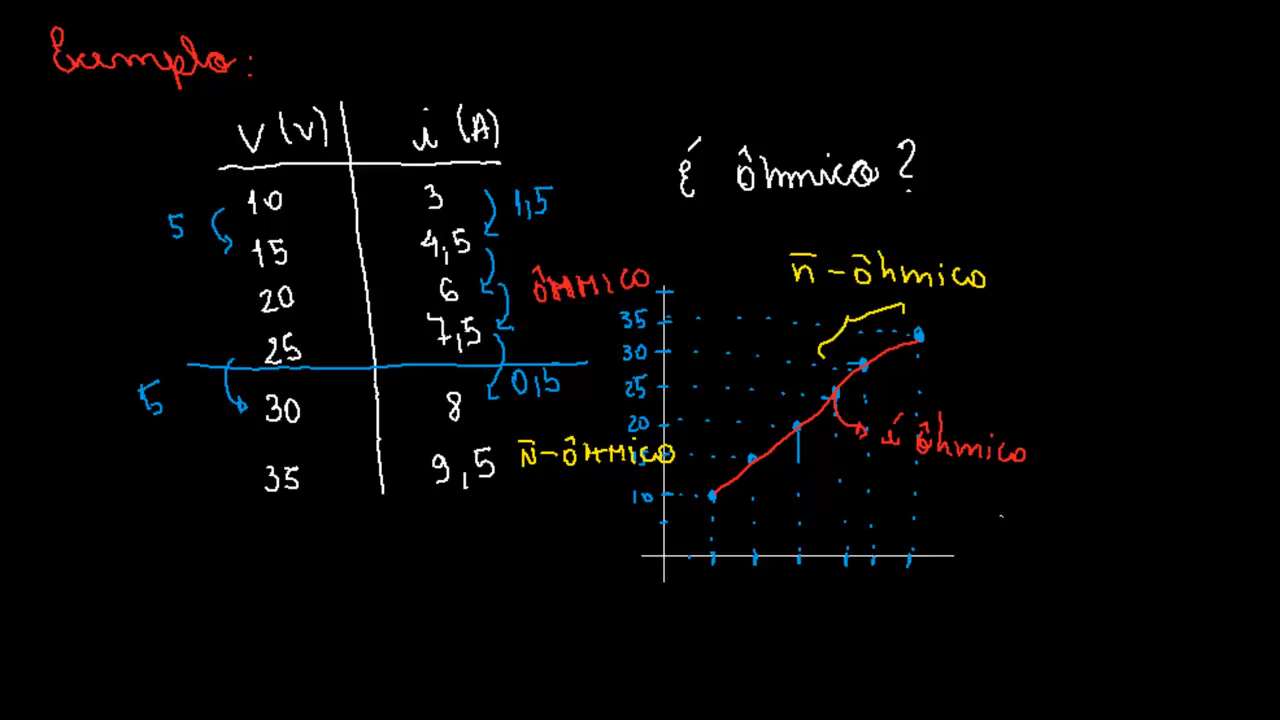 Exemplo:
V (V) i (A)
10 3
15 4,5
20 6
25 7,5
30 8
35 9,5
5
1,5
5
0,5
ÔHMICO
n̄-ÔHMICO
É ôhmico?
n̄-ôhmico
35
30
25
20
15
10
é ôhmico